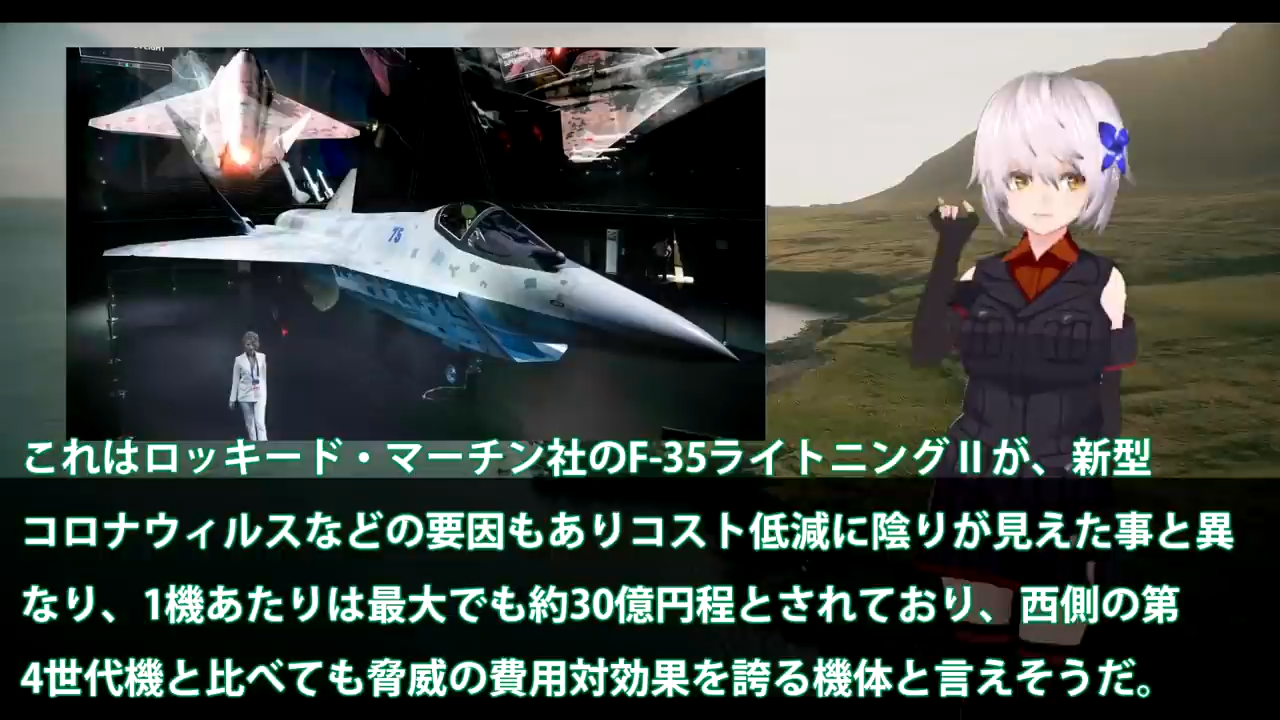 75
これはロッキード・マーチン社のF-35ライトニングⅡが、新型
コロナウィルスなどの要因もありコスト低減に陰りが見えた事と異
なり、1機あたりは最大でも約30億円程とされており、西側の第
4世代機と比べても脅威の費用対効果を誇る機体と言えそうだ。